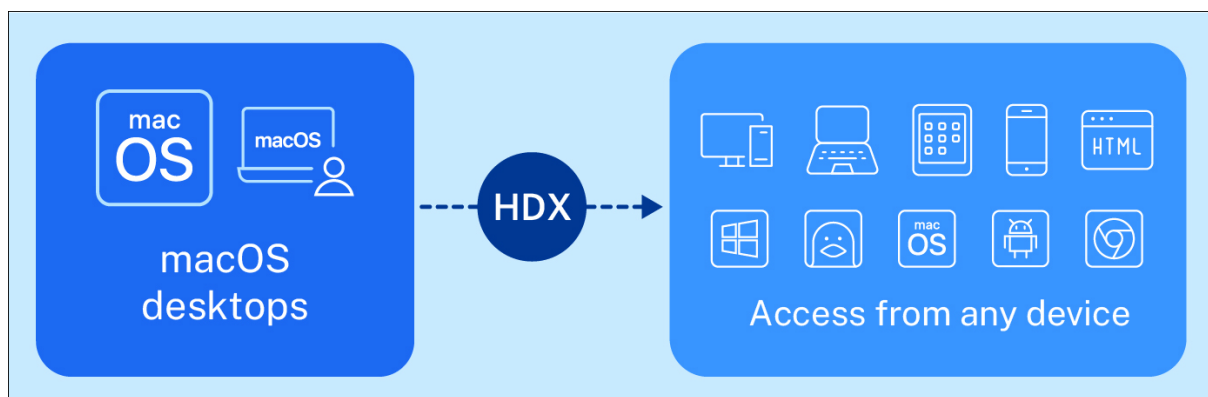 mac
OS
macOS
macOS
desktops
HDX
HTML
mac
OS
Access from any device